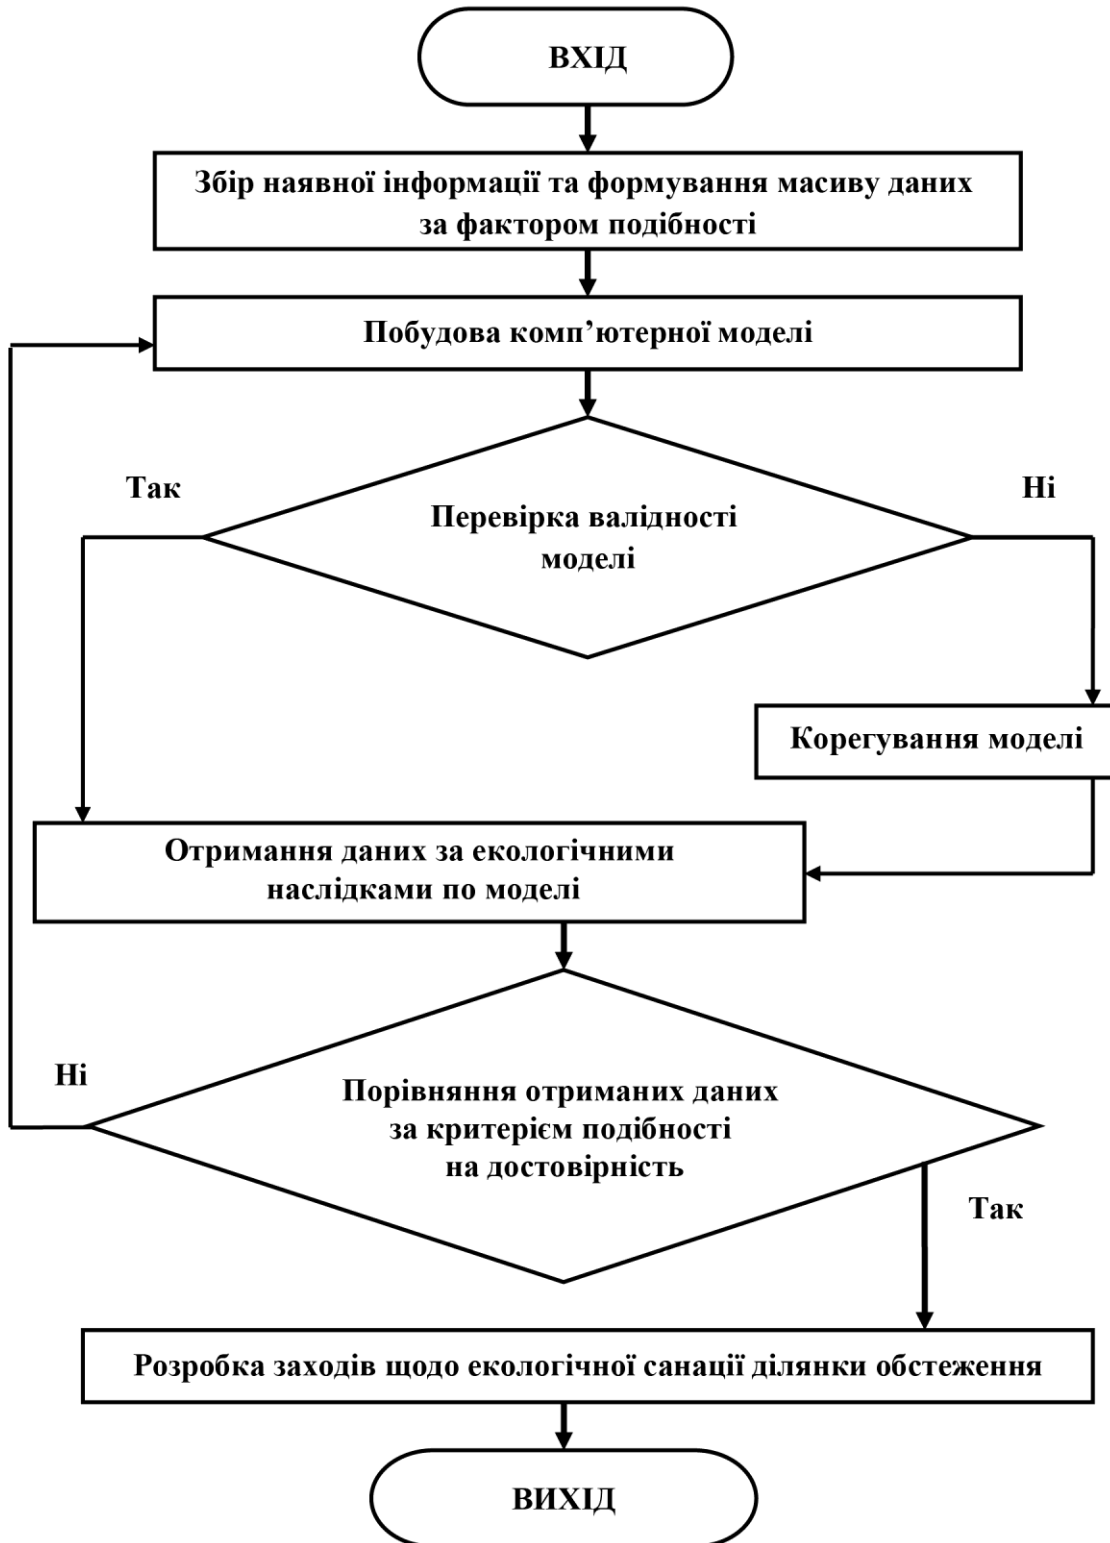 ВХІД
Збір наявної інформації та формування масиву даних
за фактором подібності
Побудова комп’ютерної моделі
Так
Ні
Перевірка валідності
моделі
Корегування моделі
Отримання даних за екологічними
наслідками по моделі
Ні
Порівняння отриманих даних
за критерієм подібності
на достовірність
Так
Розробка заходів щодо екологічної санації ділянки обстеження
ВИХІД